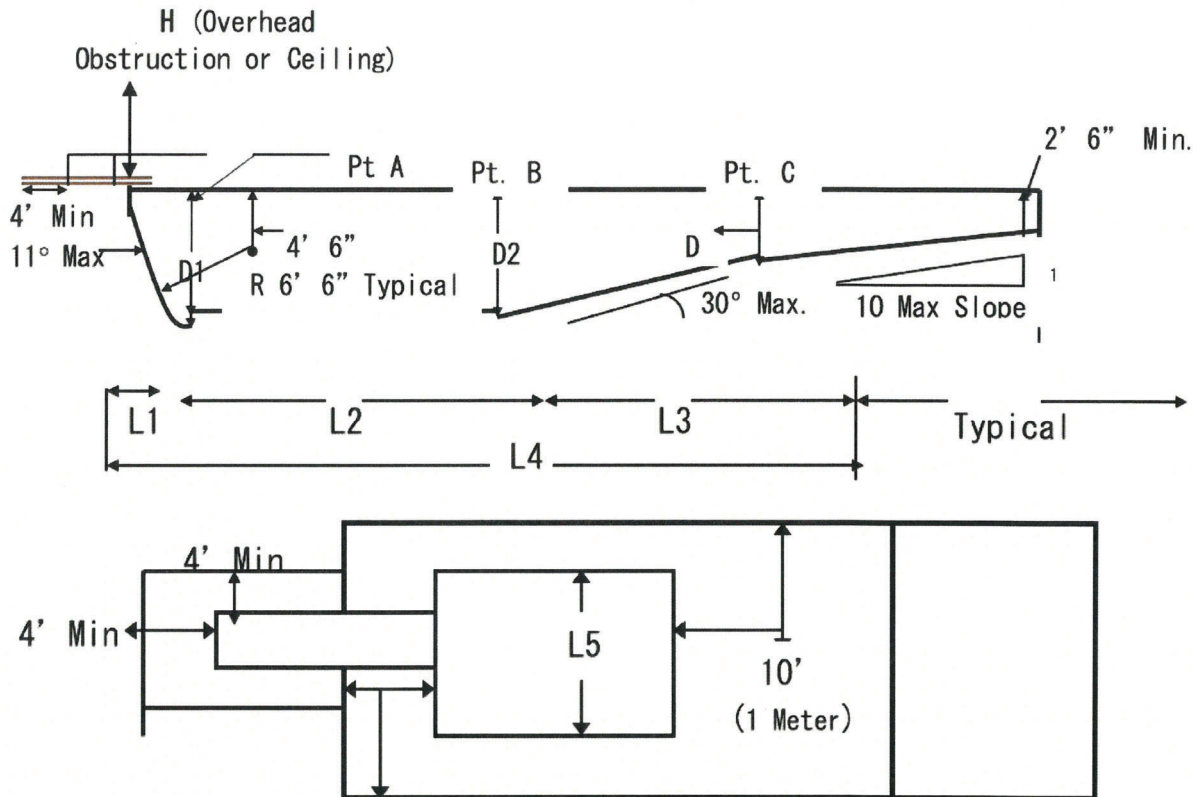 H (Overhead
Obstruction or Ceiling)
2' 6" Min.
Pt A
Pt. B
Pt. C
4' Min
11° Max
D1
4' 6"
R 6' 6" Typical
D2
D
30° Max.
1
10 Max Slope
L1
L2
L3
Typical
L4
4' Min
4' Min
L5
10'
(1 Meter)